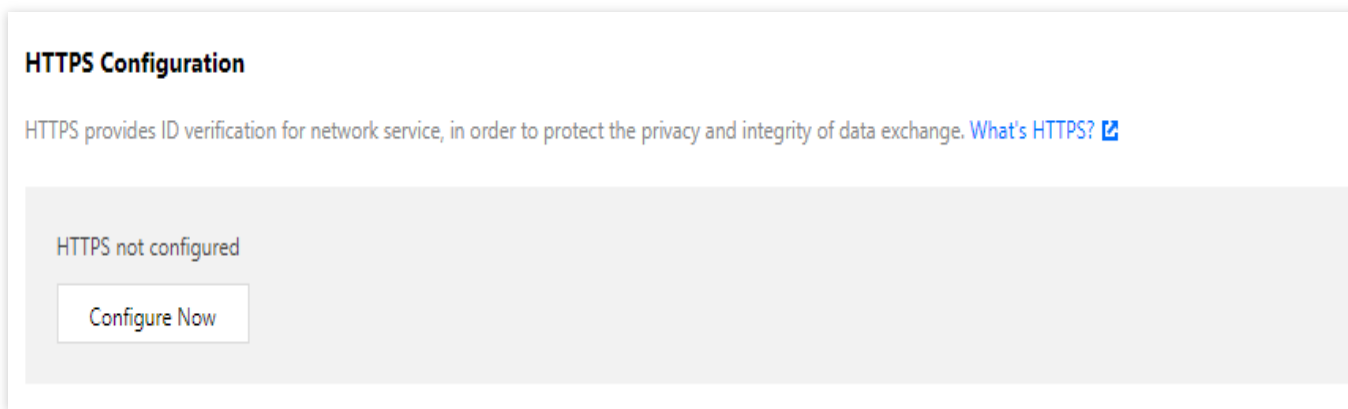 HTTPS Configuration
HTTPS provides ID verification for network service, in order to protect the privacy and integrity of data exchange. What's HTTPS?
HTTPS not configured
Configure Now